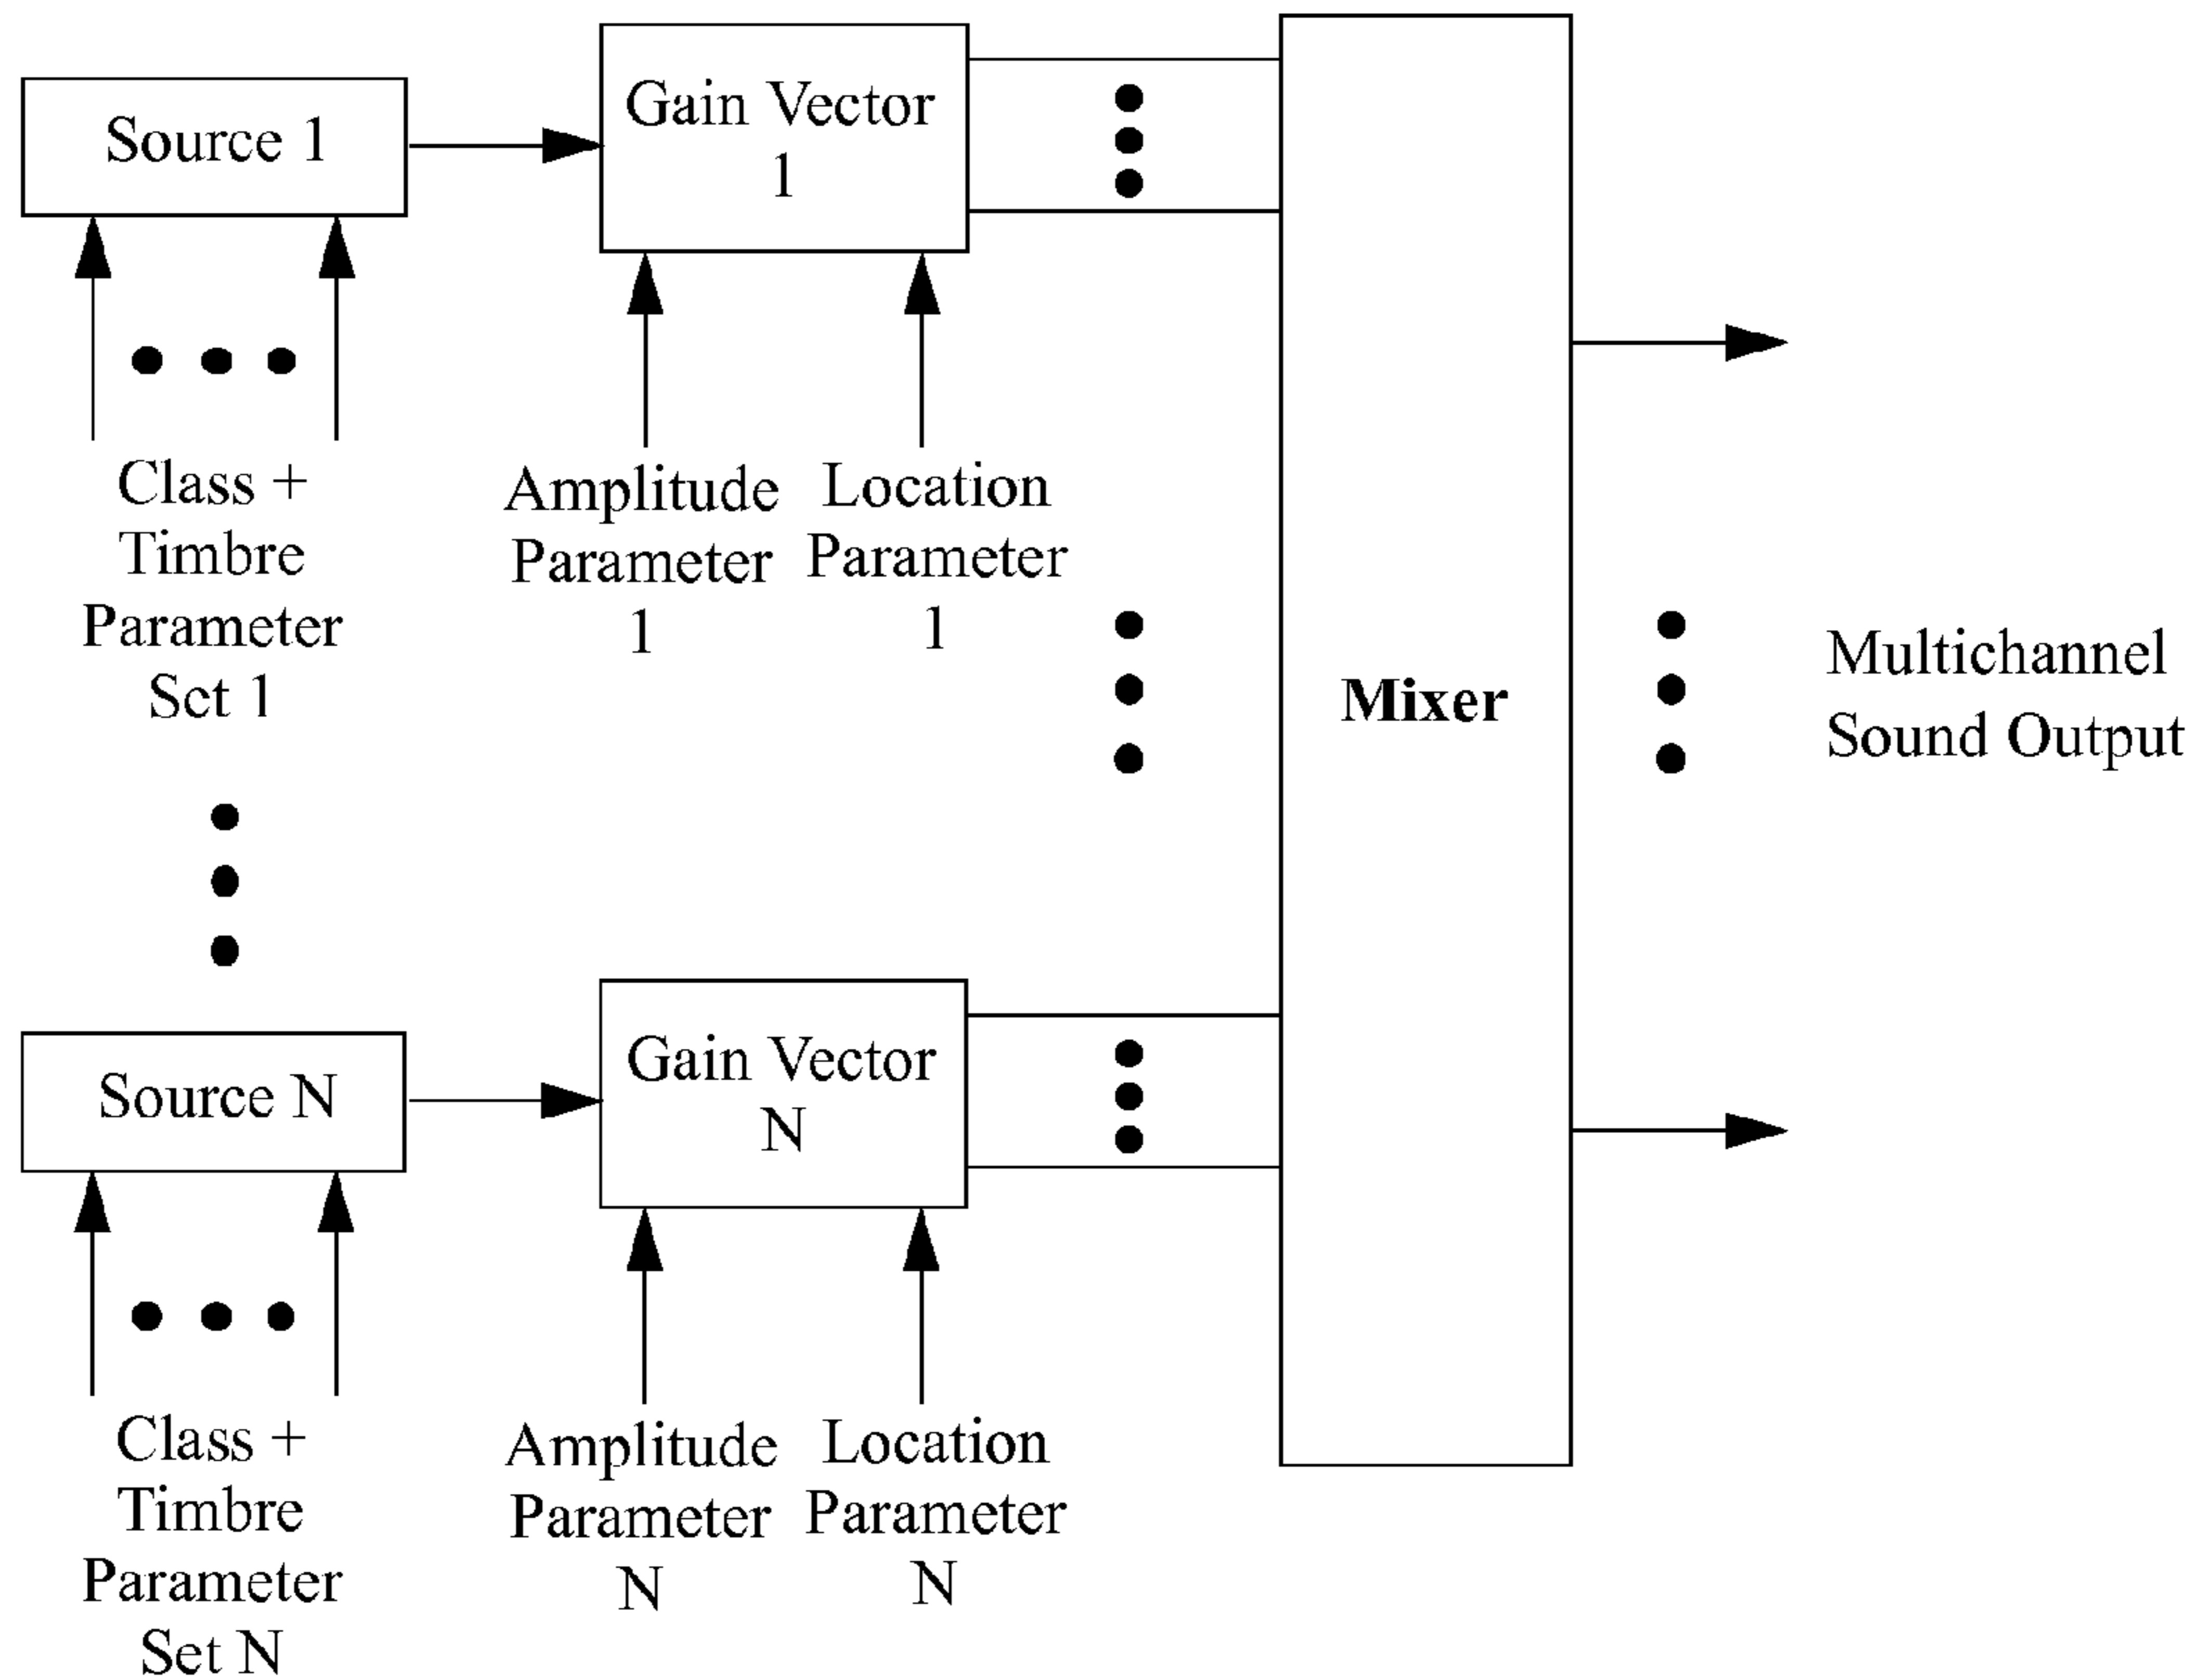 Source 1
Gain Vector
1
Class +
Timbre
Parameter
Set 1
Amplitude
Parameter
1
Location
Parameter
1
Mixer
Multichannel
Sound Output
Source N
Gain Vector
N
Class +
Timbre
Parameter
Set N
Amplitude
Parameter
N
Location
Parameter
N